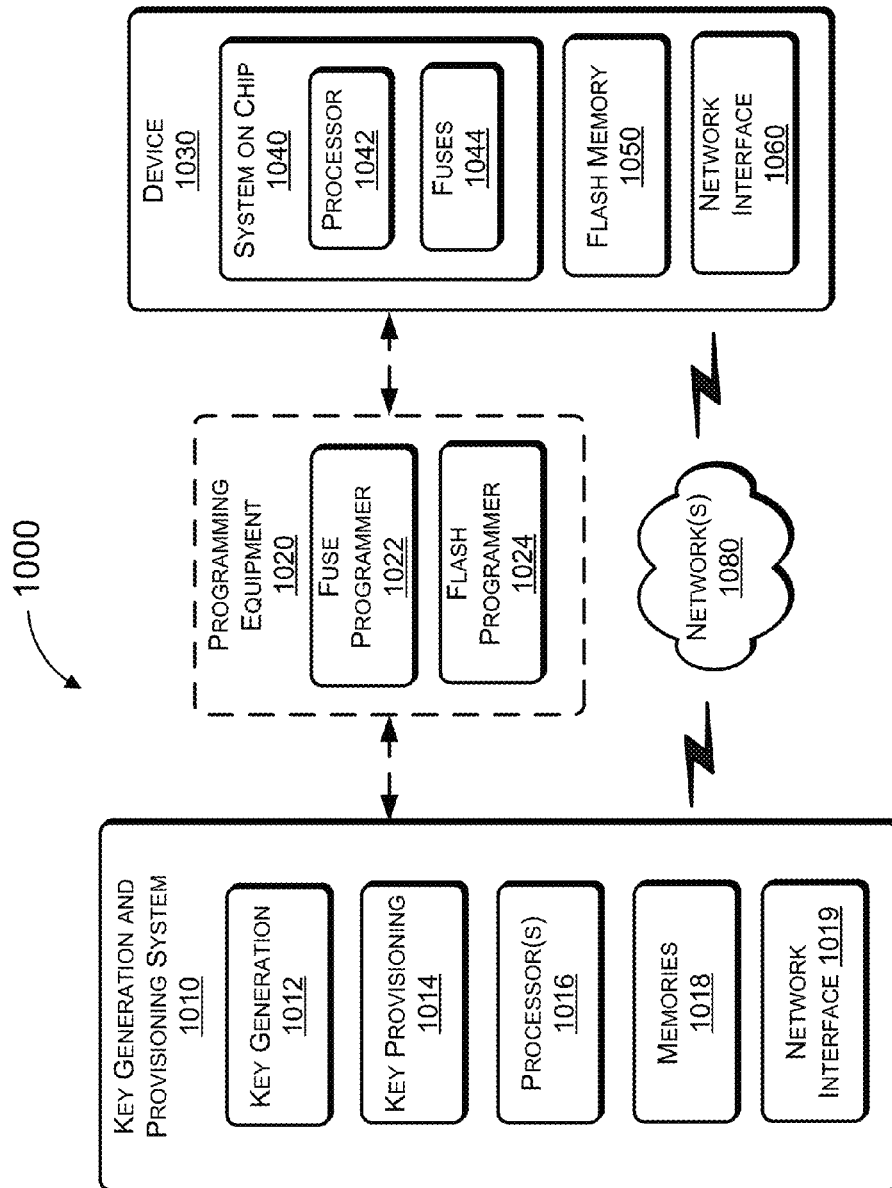 1000
KEY GENERATION AND
PROVISIONING SYSTEM
1010
KEY GENERATION
1012
KEY PROVISIONING
1014
PROCESSOR(S)
1016
MEMORIES
1018
NETWORK
INTERFACE 1019
PROGRAMMING
EQUIPMENT
1020
FUSE
PROGRAMMER
1022
FLASH
PROGRAMMER
1024
NETWORK(S)
1080
DEVICE
1030
SYSTEM ON CHIP
1040
PROCESSOR
1042
FUSES
1044
FLASH MEMORY
1050
NETWORK
INTERFACE
1060